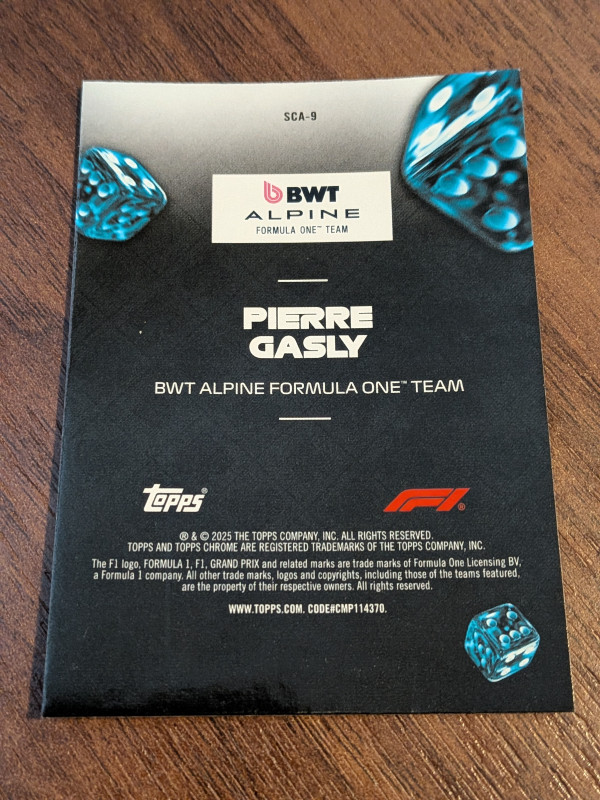 SCA-9
BWT
ALPINE
FORMULA ONE™ TEAM
PIERRE
GASLY
BWT ALPINE FORMULA ONE™ TEAM
topps®
F1®
® & © 2025 THE TOPPS COMPANY, INC. ALL RIGHTS RESERVED.
TOPPS AND TOPPS CHROME ARE REGISTERED TRADEMARKS OF THE TOPPS COMPANY, INC.
The F1 logo, FORMULA 1, F1, GRAND PRIX and related marks are trade marks of Formula One Licensing BV,
a Formula 1 company. All other trade marks, logos and copyrights, including those of the teams featured,
are the property of their respective owners. All rights reserved.
WWW.TOPPS.COM. CODE#CMP114370.